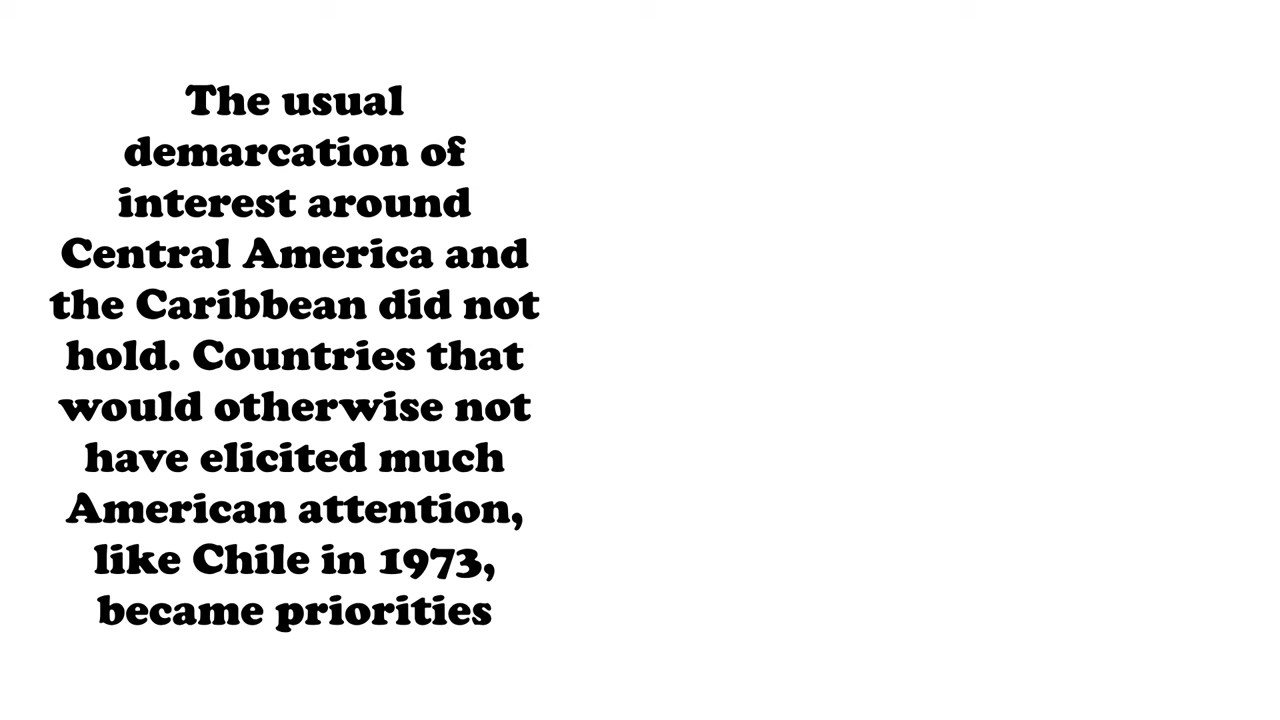 The usual
demarcation of
interest around
Central America and
the Caribbean did not
hold. Countries that
would otherwise not
have elicited much
American attention,
like Chile in 1973,
became priorities